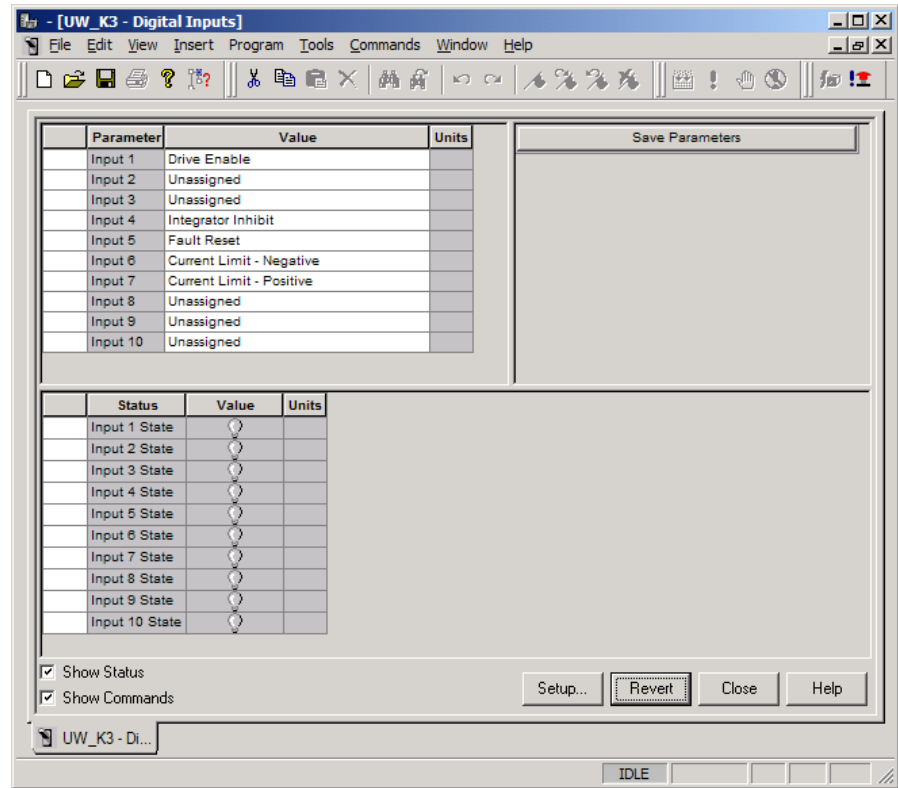 - [UW_K3 - Digital Inputs]
File Edit View Insert Program Tools Commands Window Help
Parameter Value Units
Input 1 Drive Enable
Input 2 Unassigned
Input 3 Unassigned
Input 4 Integrator Inhibit
Input 5 Fault Reset
Input 6 Current Limit - Negative
Input 7 Current Limit - Positive
Input 8 Unassigned
Input 9 Unassigned
Input 10 Unassigned
Save Parameters
Status Value Units
Input 1 State
Input 2 State
Input 3 State
Input 4 State
Input 5 State
Input 6 State
Input 7 State
Input 8 State
Input 9 State
Input 10 State
Show Status
Show Commands
Setup... Revert Close Help
UW_K3 - Di...
IDLE